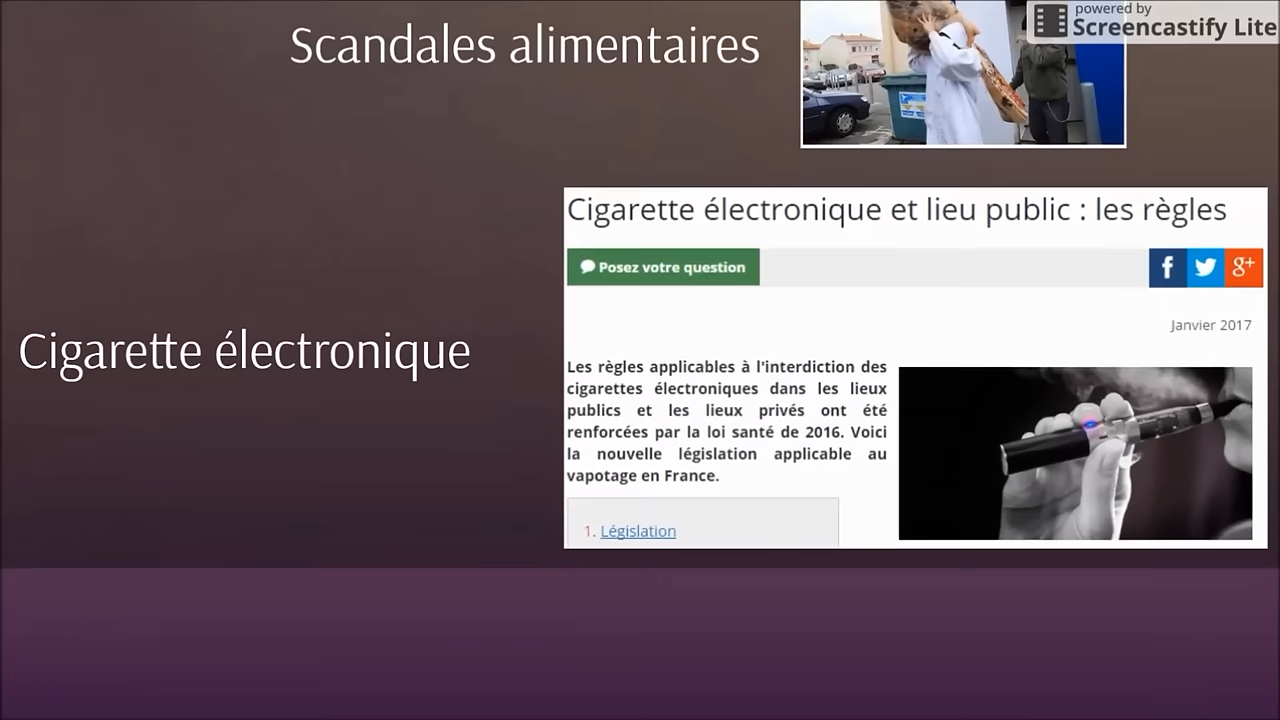 powered by
Screencastify Lite
Scandales alimentaires
Cigarette électronique et lieu public : les règles
Posez votre question
f
g+
Janvier 2017
Cigarette électronique
Les règles applicables à l'interdiction des
cigarettes électroniques dans les lieux
publics et les lieux privés ont été
renforcées par la loi santé de 2016. Voici
la nouvelle législation applicable au
vapotage en France.
1. Législation